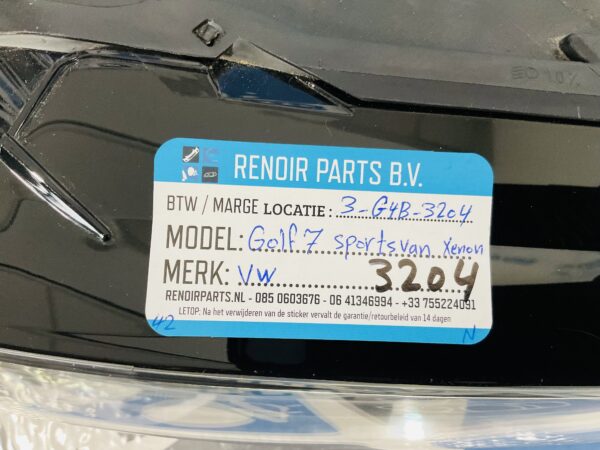 RENOIR PARTS B.V.
BTW / MARGE LOCATIE: 3-G4B-3204
MODEL: Golf 7 sportsvan Xenon
MERK: VW 3204
RENOIRPARTS.NL - 085 0603676 - 06 41346994 - +33 755224091
LETOP: Na het verwijderen van de sticker vervalt de garantie/retourbeleid van 14 dagen
42 N